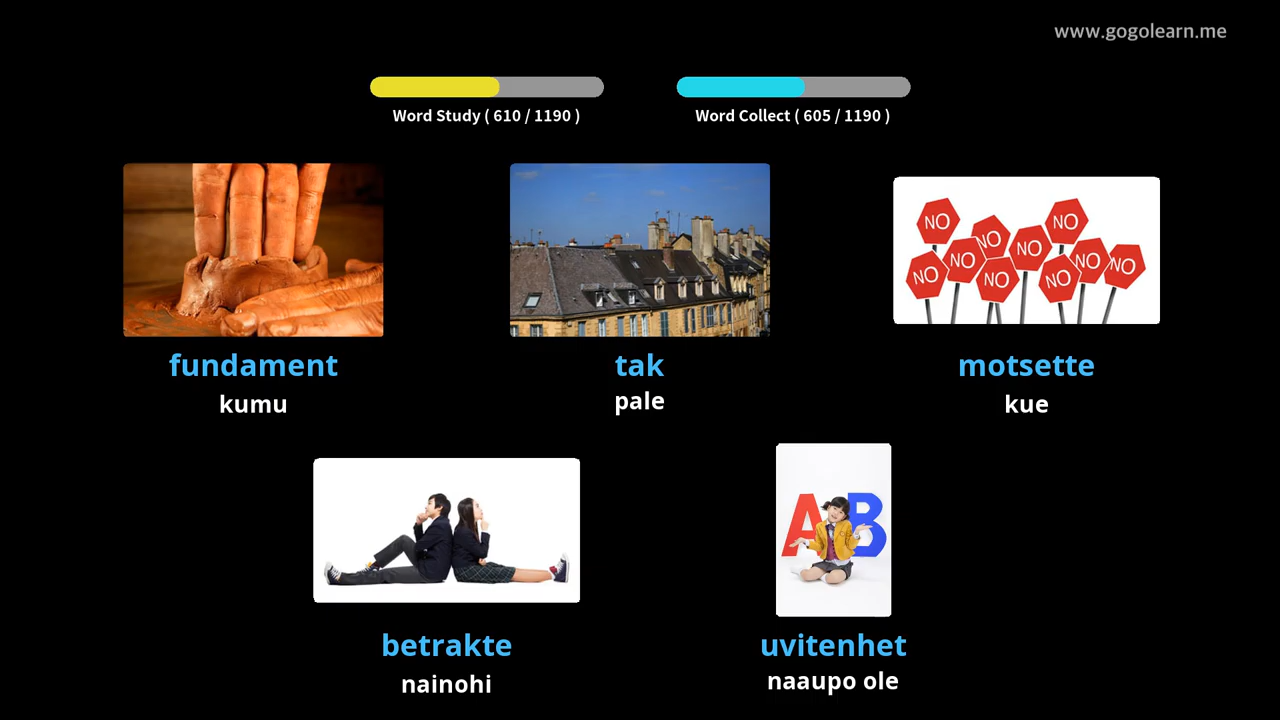 www.gogolearn.me
Word Study ( 610 / 1190 )
Word Collect ( 605 / 1190 )
NO NO NO NO NO NO NO NO NO NO
fundament
kumu
tak
pale
motsette
kue
A B
betrakte
nainohi
uvitenhet
naaupo ole